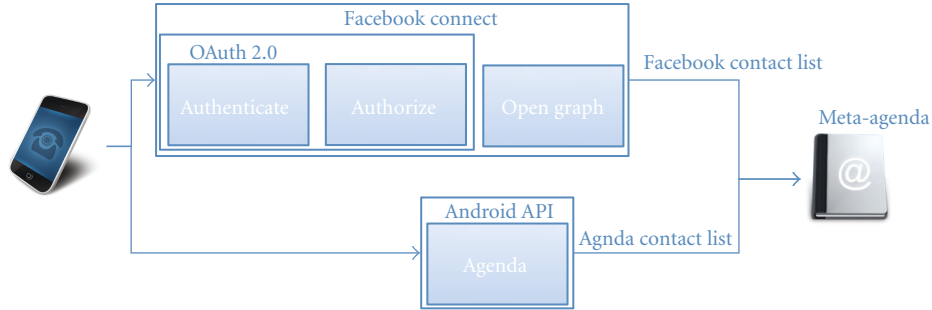 Facebook connect
OAuth 2.0
Authenticate
Authorize
Open graph
Facebook contact list
Meta-agenda
@
Android API
Agenda
Agnda contact list